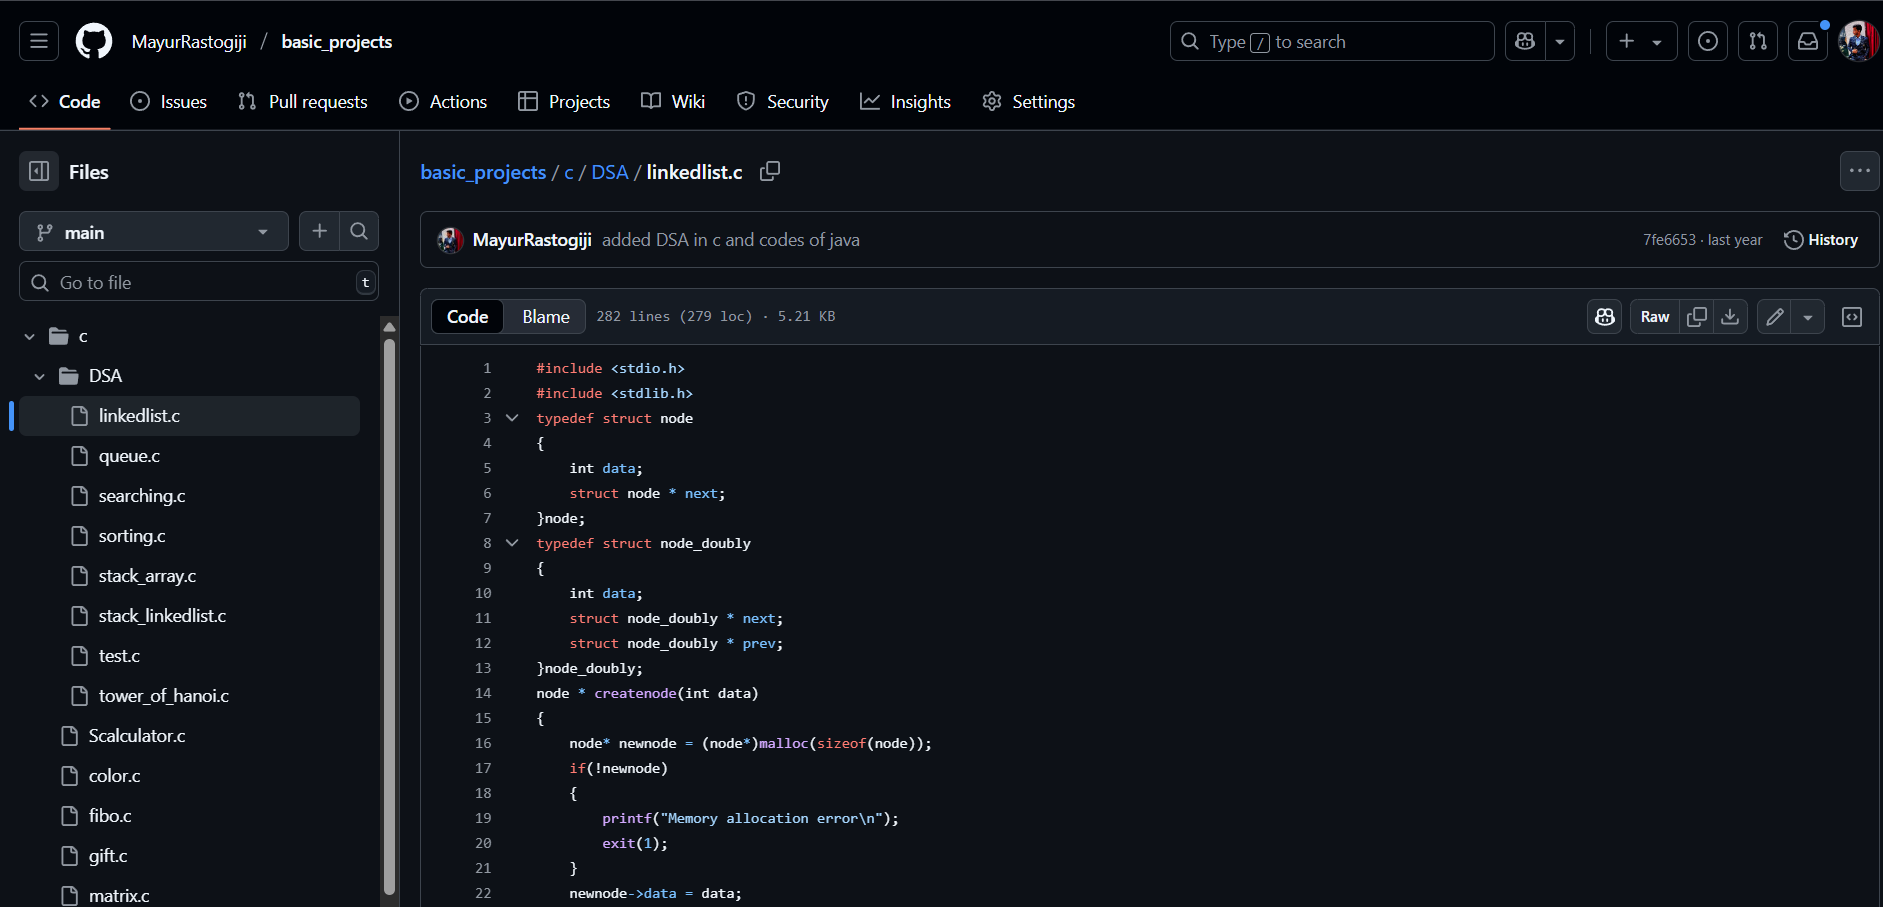 MayurRastogiji / basic_projects
Type / to search
Code Issues Pull requests Actions Projects Wiki Security Insights Settings
Files
main
Go to file t
c
DSA
linkedlist.c
queue.c
searching.c
sorting.c
stack_array.c
stack_linkedlist.c
test.c
tower_of_hanoi.c
Scalculator.c
color.c
fibo.c
gift.c
matrix.c
basic_projects / c / DSA / linkedlist.c
MayurRastogiji added DSA in c and codes of java
7fe6653 · last year History
Code Blame 282 lines (279 loc) · 5.21 KB
Raw
1 #include <stdio.h>
2 #include <stdlib.h>
3 typedef struct node
4 {
5 int data;
6 struct node * next;
7 }node;
8 typedef struct node_doubly
9 {
10 int data;
11 struct node_doubly * next;
12 struct node_doubly * prev;
13 }node_doubly;
14 node * createnode(int data)
15 {
16 node* newnode = (node*)malloc(sizeof(node));
17 if(!newnode)
18 {
19 printf("Memory allocation error\n");
20 exit(1);
21 }
22 newnode->data = data;